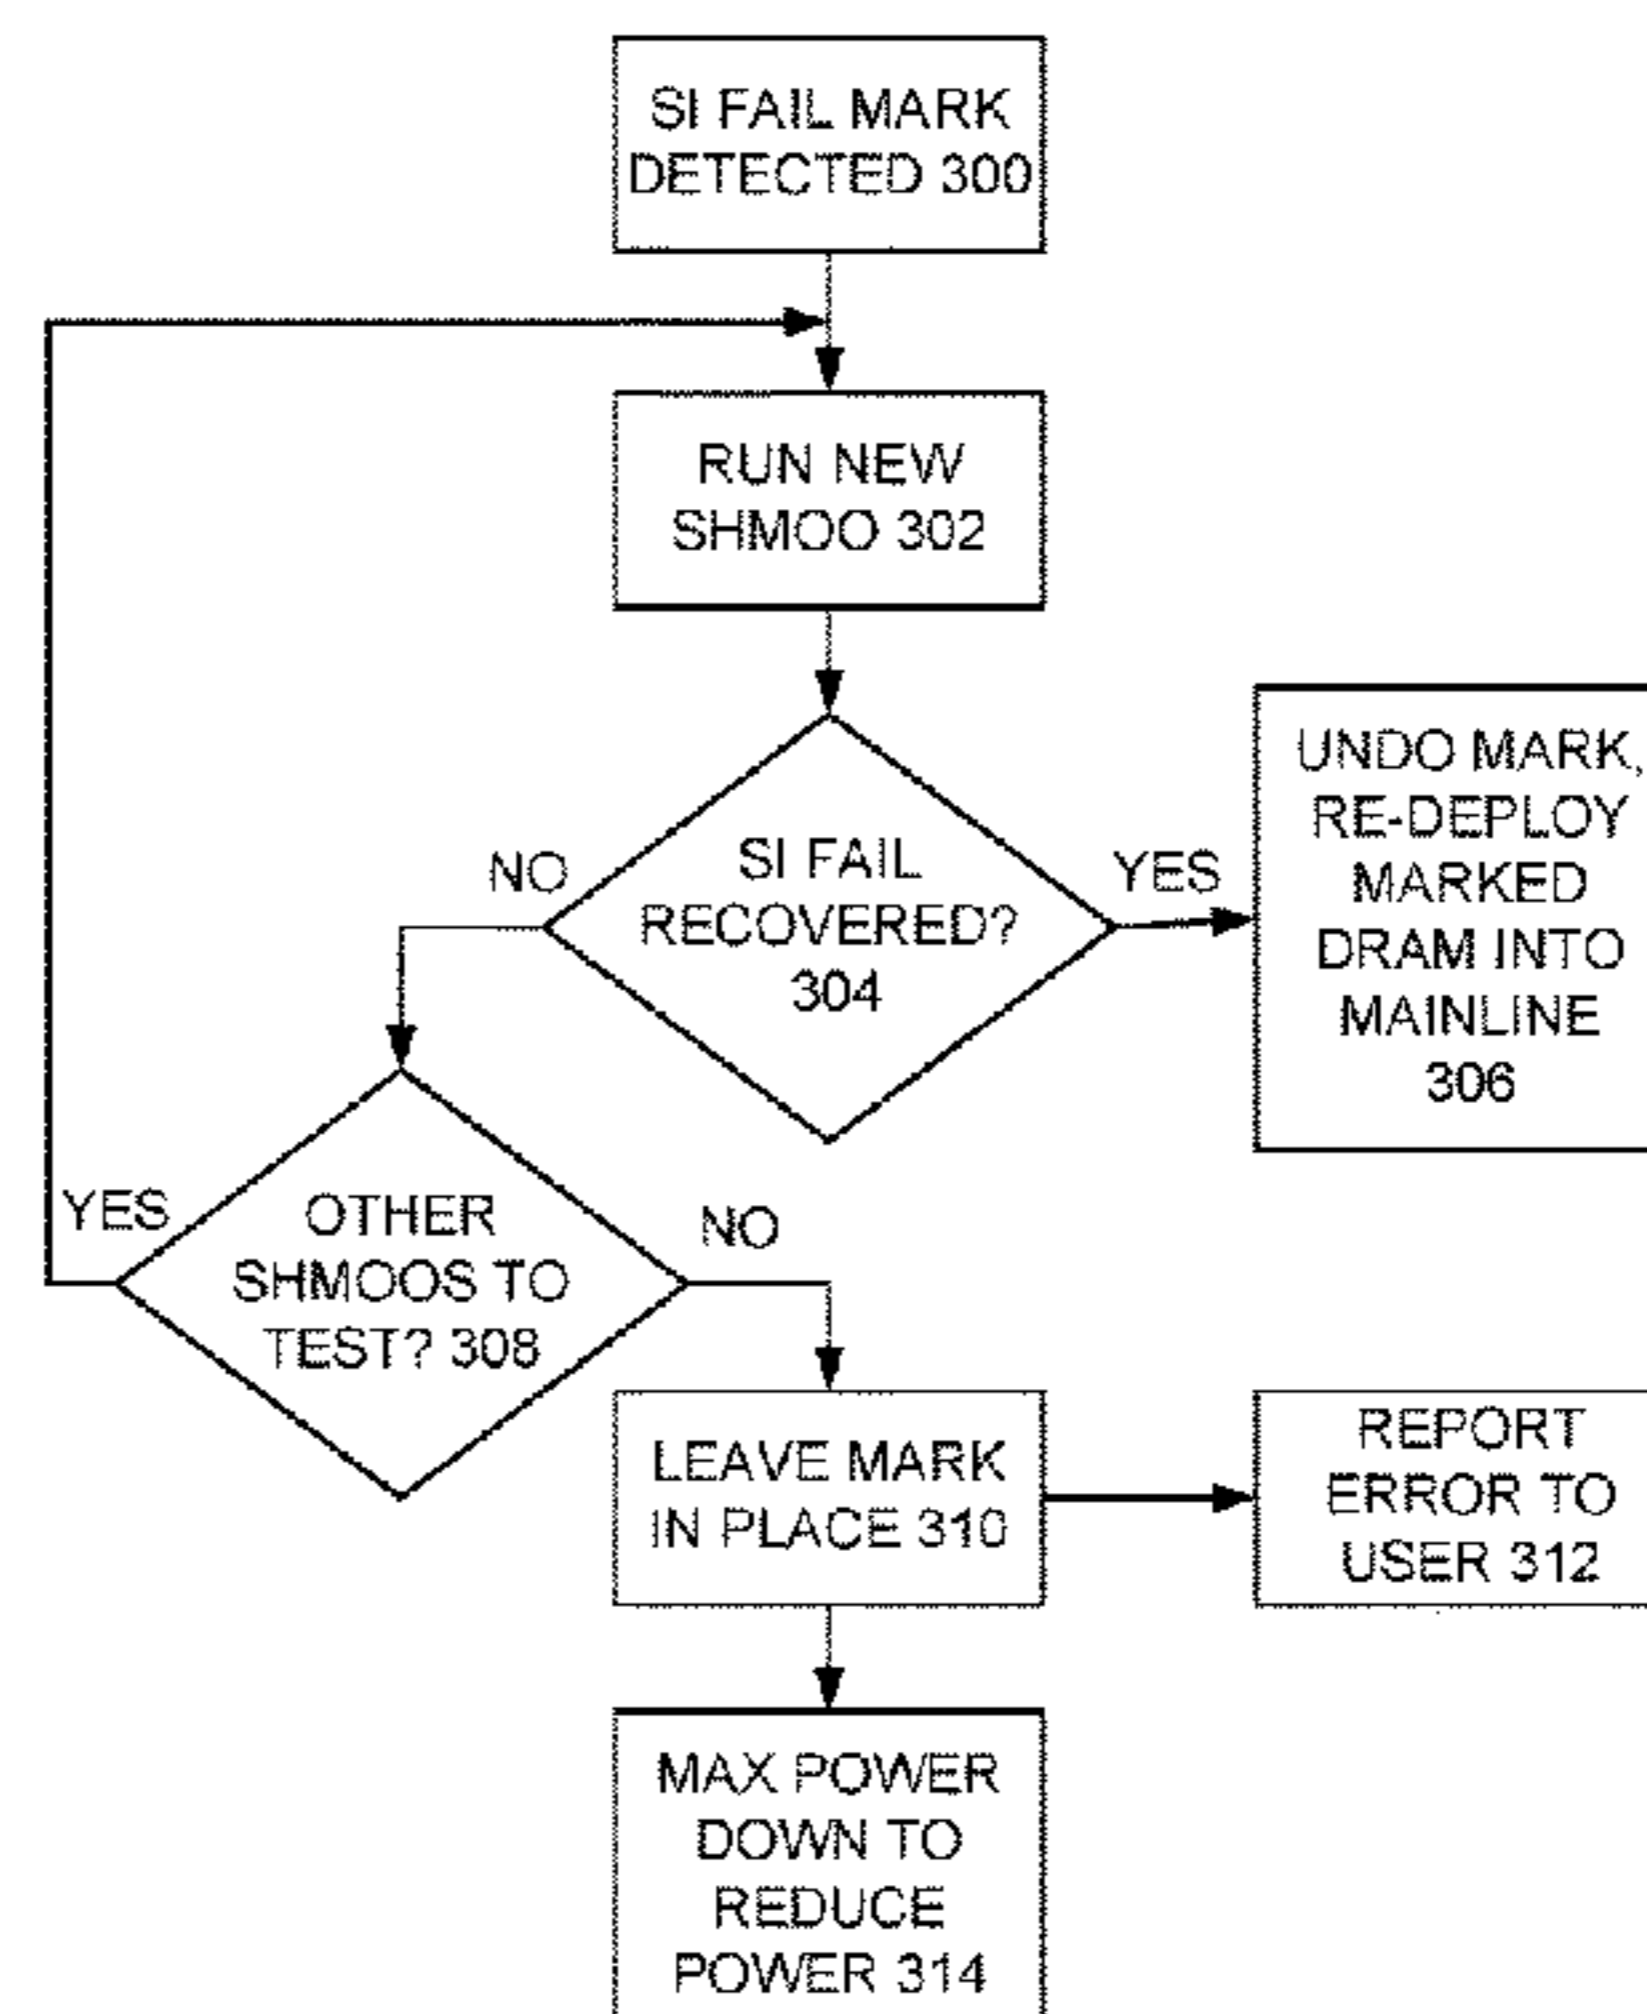 SI FAIL MARK
DETECTED 300
RUN NEW
SHMOO 302
SI FAIL
RECOVERED?
304
NO
YES
UNDO MARK,
RE-DEPLOY
MARKED
DRAM INTO
MAINLINE
306
YES
OTHER
SHMOOS TO
TEST? 308
NO
LEAVE MARK
IN PLACE 310
REPORT
ERROR TO
USER 312
MAX POWER
DOWN TO
REDUCE
POWER 314